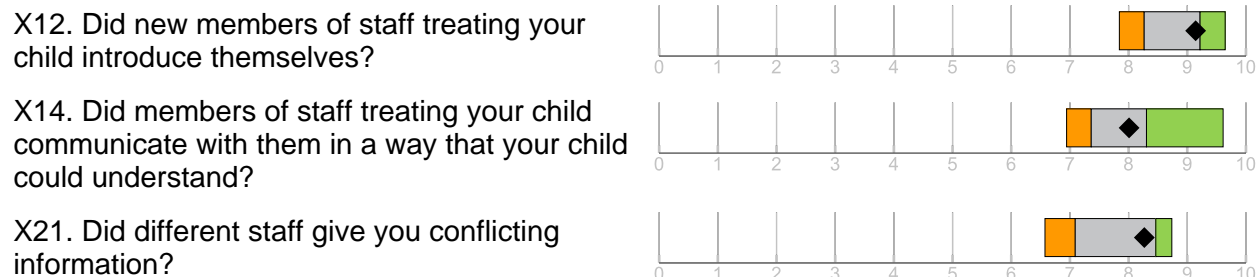 X12. Did new members of staff treating your
child introduce themselves?
0 1 2 3 4 5 6 7 8 9 10
X14. Did members of staff treating your child
communicate with them in a way that your child
could understand?
0 1 2 3 4 5 6 7 8 9 10
X21. Did different staff give you conflicting
information?
0 1 2 3 4 5 6 7 8 9 10